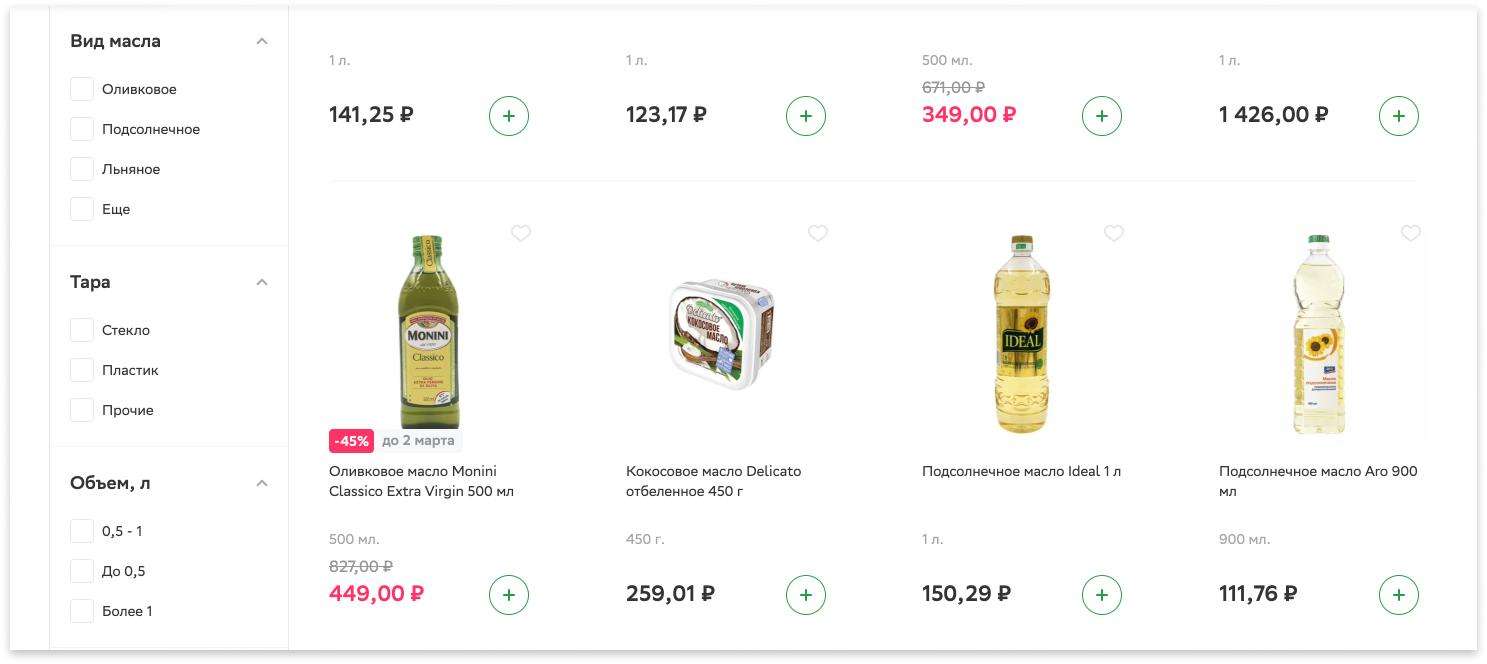 Вид масла
Оливковое
Подсолнечное
Льняное
Еще
Тара
Стекло
Пластик
Прочие
Объем, л
0,5 - 1
До 0,5
Более 1
1 л.
141,25 ₽
1 л.
123,17 ₽
500 мл.
671,00 ₽
349,00 ₽
1 л.
1 426,00 ₽
Classico
MONINI
Classico
-45% до 2 марта
Оливковое масло Monini
Classico Extra Virgin 500 мл
500 мл.
827,00 ₽
449,00 ₽
Delicato
КОКОСОВОЕ
МАСЛО
Кокосовое масло Delicato
отбеленное 450 г
450 г.
259,01 ₽
IDEAL
Подсолнечное масло Ideal 1 л
1 л.
150,29 ₽
Подсолнечное масло Aro 900
мл
900 мл.
111,76 ₽